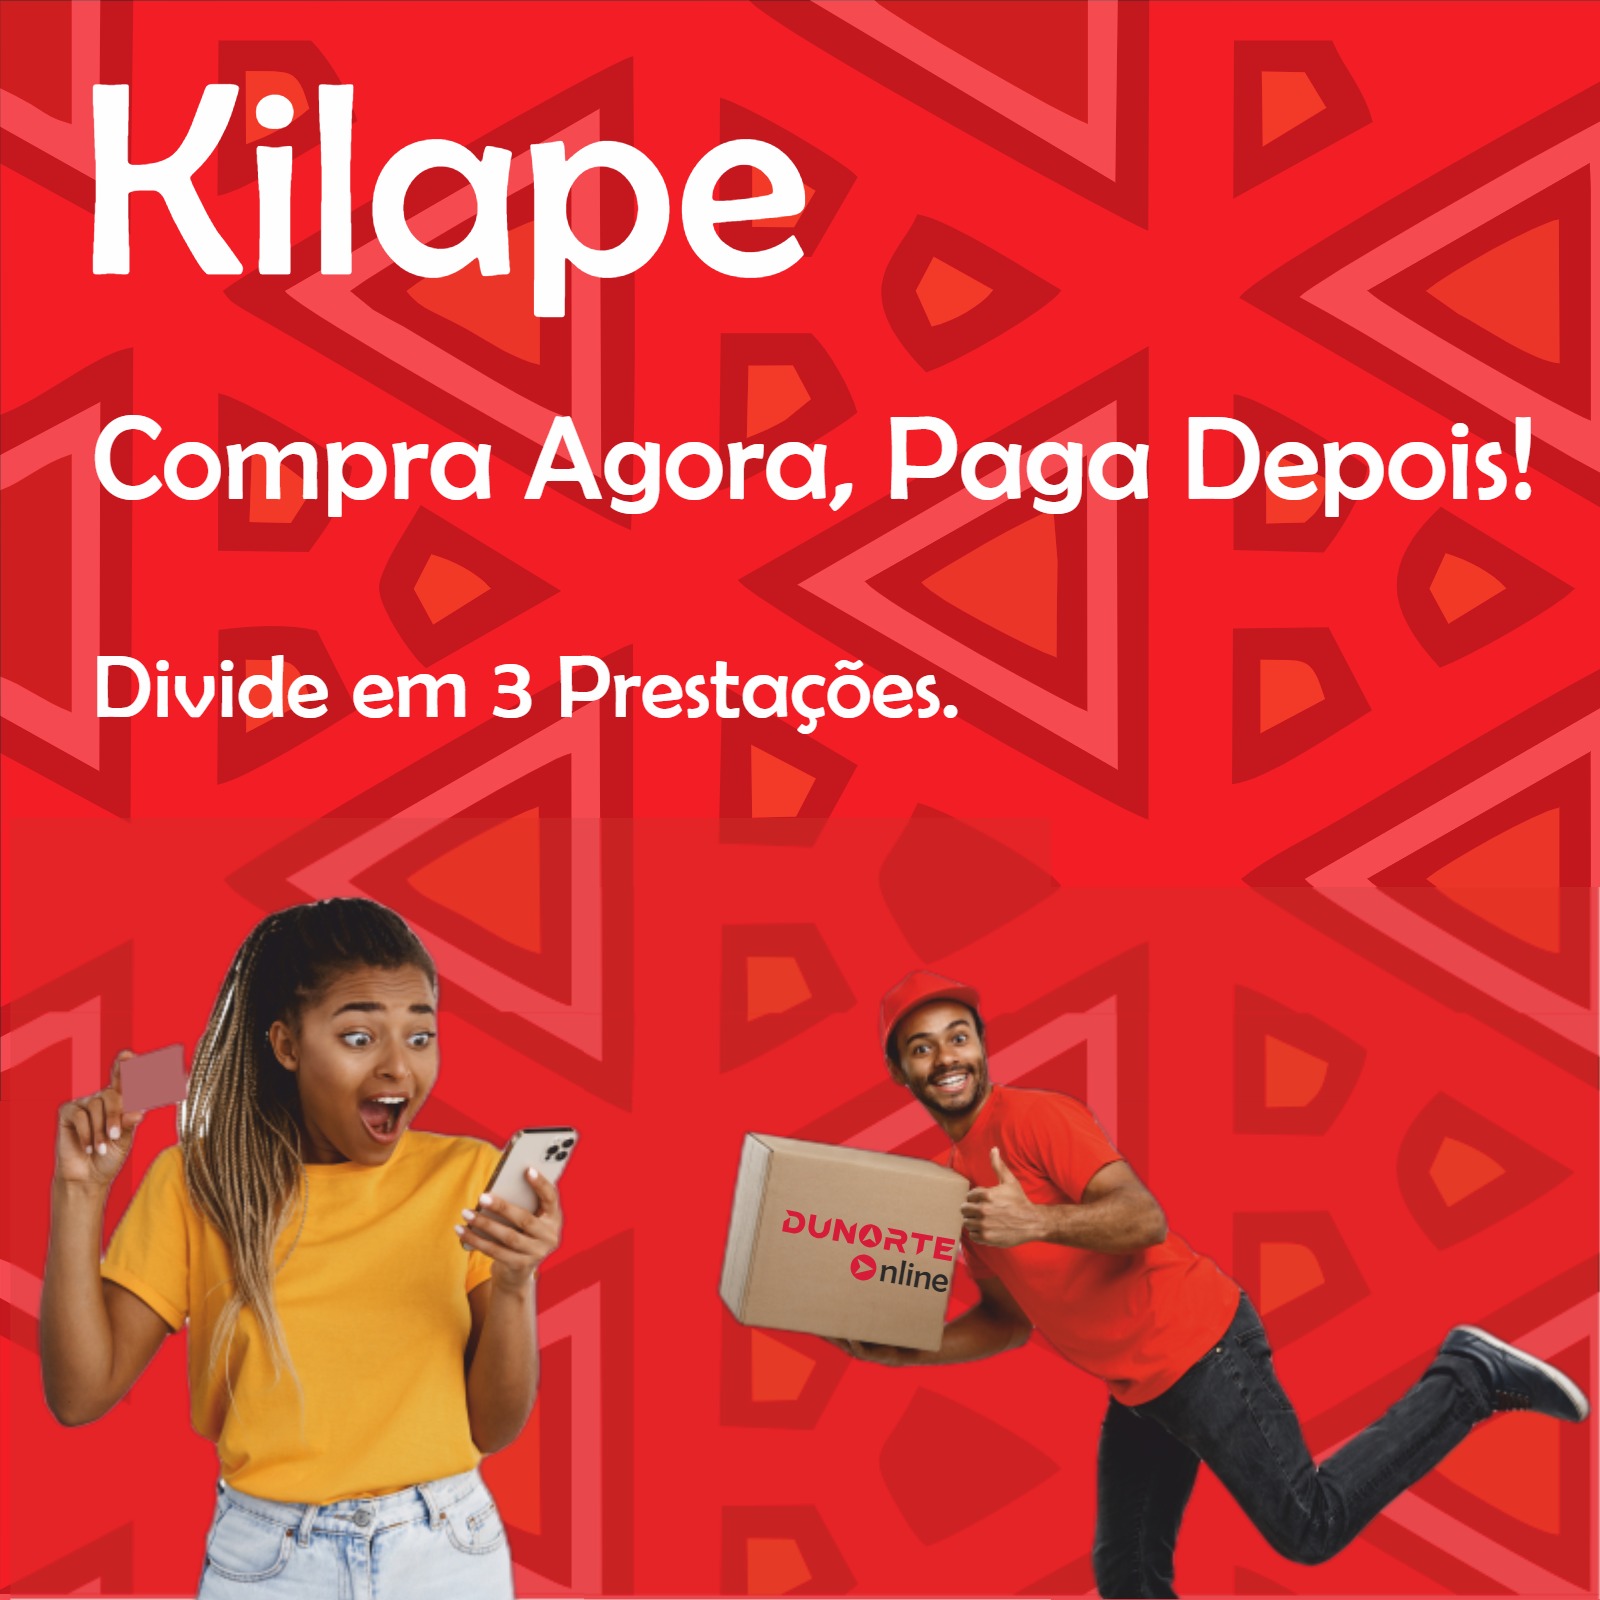 Kilape
Compra Agora, Paga Depois!
Divide em 3 Prestações.
DUNORTE
Online